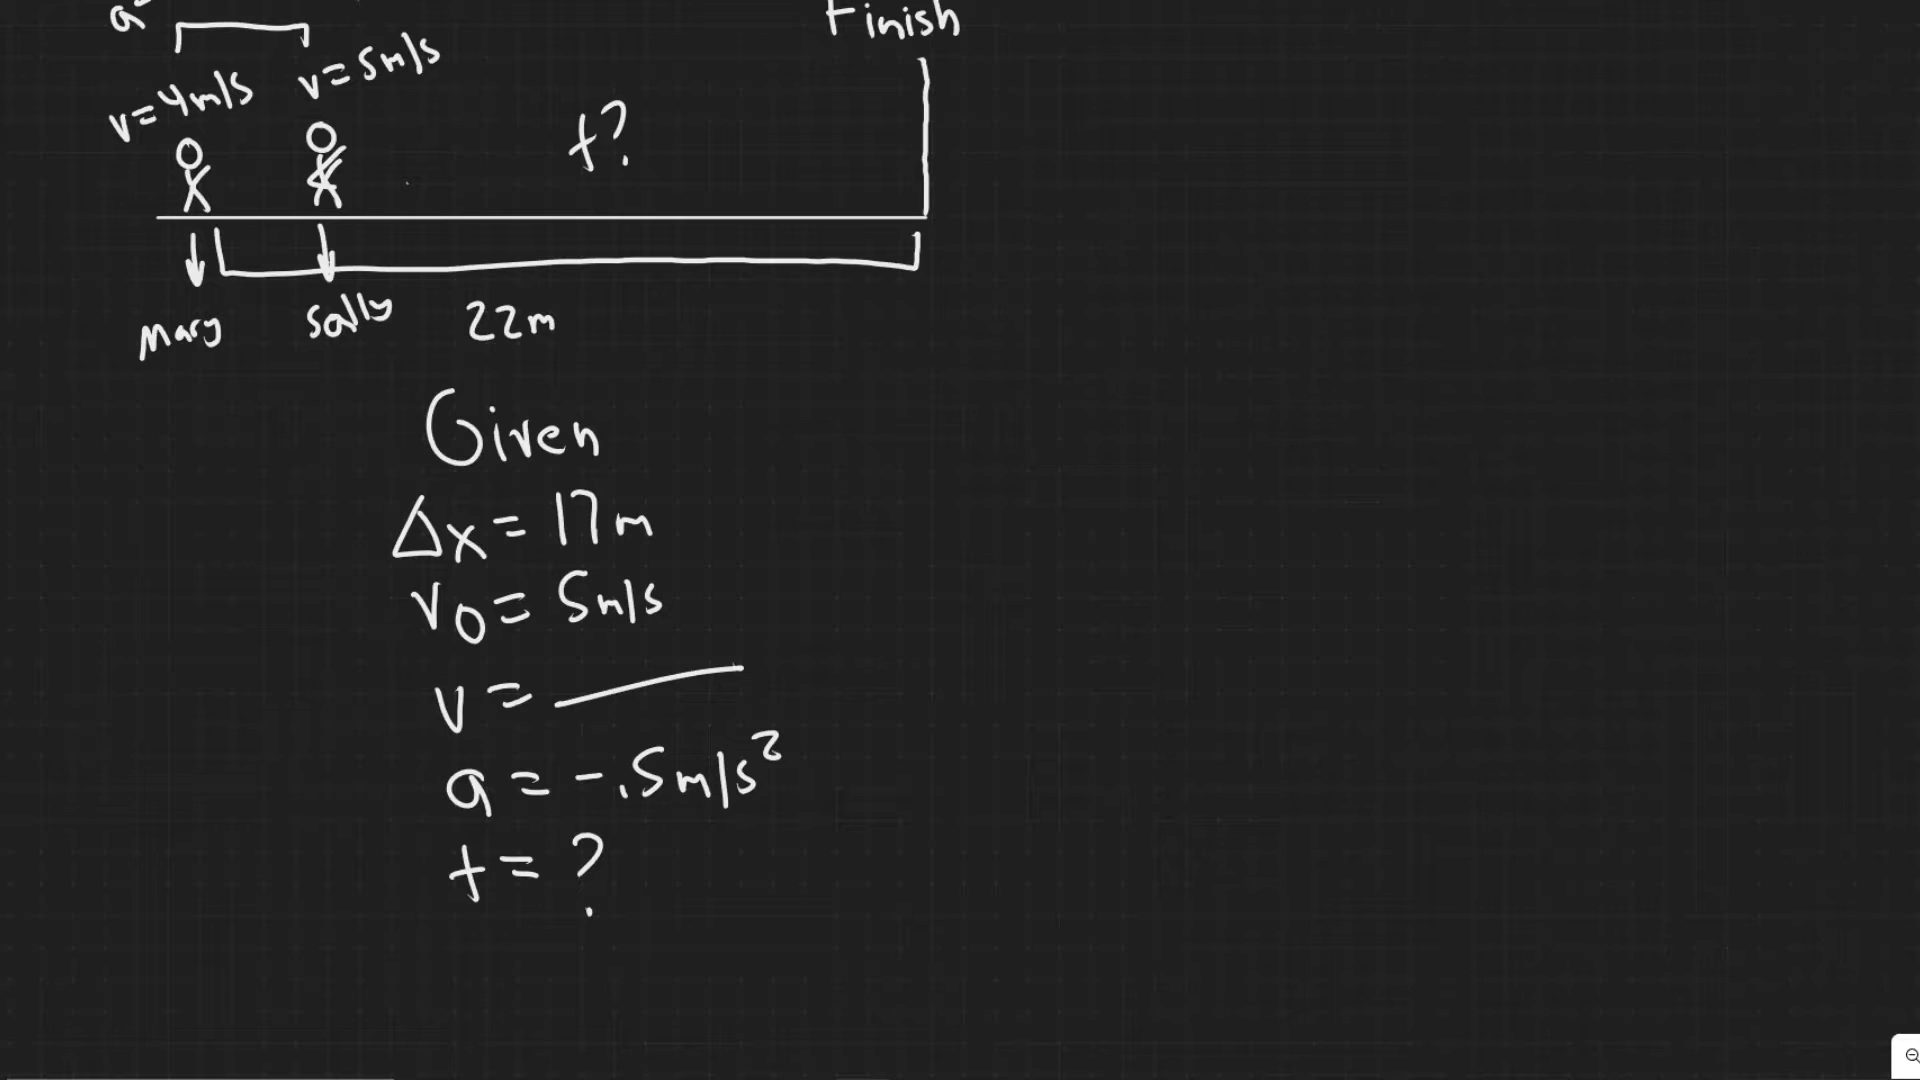 a
Finish
v=4m/s
v=5m/s
t?
Mary
Sally
22m
Given
Δx = 17m
v0 = 5m/s
v =
a = -.5m/s²
t = ?